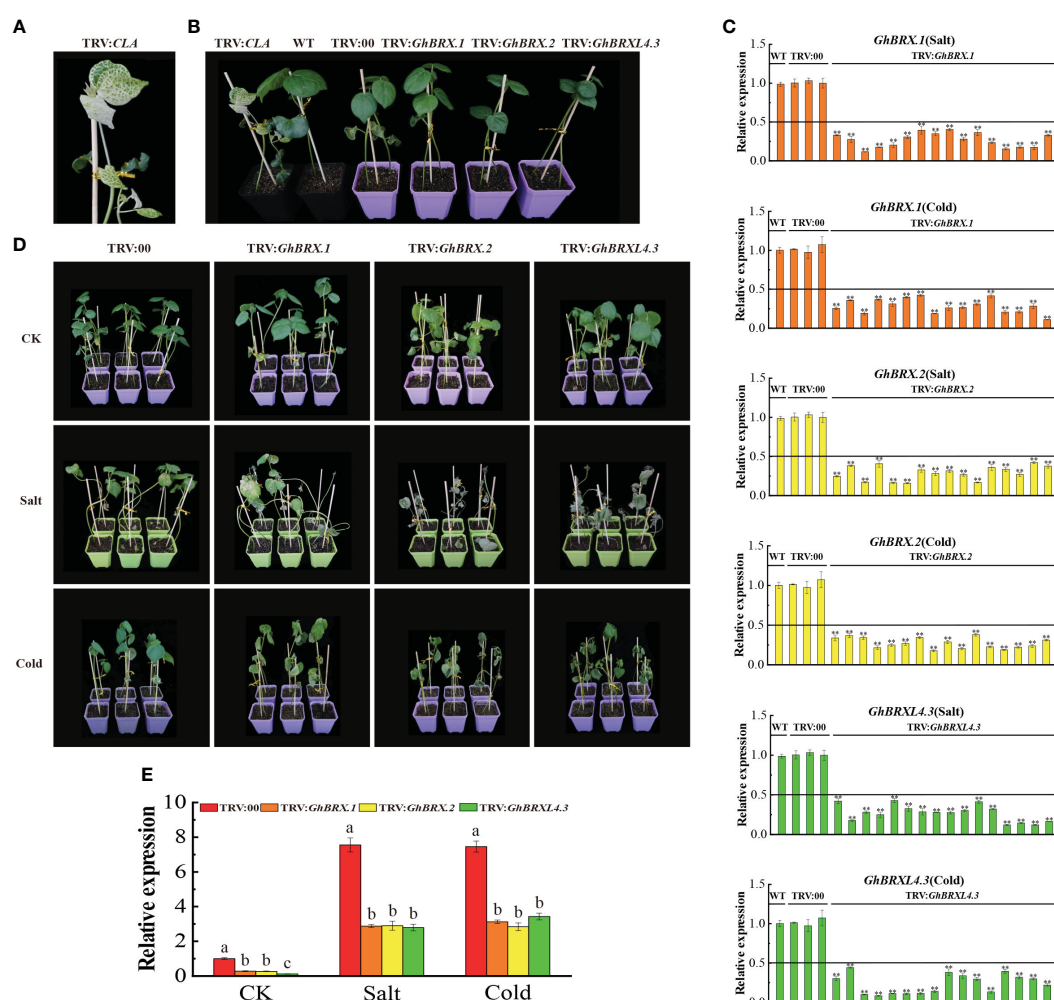 A
TRV:CLA
B
TRV:CLA WT TRV:00 TRV:GhBRX.1 TRV:GhBRX.2 TRV:GhBRXL4.3
C
GhBRX.1(Salt)
WT TRV:00 TRV:GhBRX.1
Relative expression
1.5
1.0
0.5
0.0
** ** ** ** ** ** ** ** ** ** ** ** ** ** ** **
GhBRX.1(Cold)
WT TRV:00 TRV:GhBRX.1
Relative expression
1.5
1.0
0.5
0.0
** ** ** ** ** ** ** ** ** ** ** ** ** ** ** **
GhBRX.2(Salt)
WT TRV:00 TRV:GhBRX.2
Relative expression
1.5
1.0
0.5
0.0
** ** ** ** ** ** ** ** ** ** ** ** ** ** ** **
GhBRX.2(Cold)
WT TRV:00 TRV:GhBRX.2
Relative expression
1.5
1.0
0.5
0.0
** ** ** ** ** ** ** ** ** ** ** ** ** ** ** **
GhBRXL4.3(Salt)
WT TRV:00 TRV:GhBRXL4.3
Relative expression
1.5
1.0
0.5
0.0
** ** ** ** ** ** ** ** ** ** ** ** ** ** ** **
GhBRXL4.3(Cold)
WT TRV:00 TRV:GhBRXL4.3
Relative expression
1.5
1.0
0.5
0.0
** ** ** ** ** ** ** ** ** ** ** ** ** ** ** **
D
TRV:00 TRV:GhBRX.1 TRV:GhBRX.2 TRV:GhBRXL4.3
CK
Salt
Cold
E
TRV:00 TRV:GhBRX.1 TRV:GhBRX.2 TRV:GhBRXL4.3
Relative expression
10
8
6
4
2
0
a b b c
a b b b
a b b b
CK Salt Cold